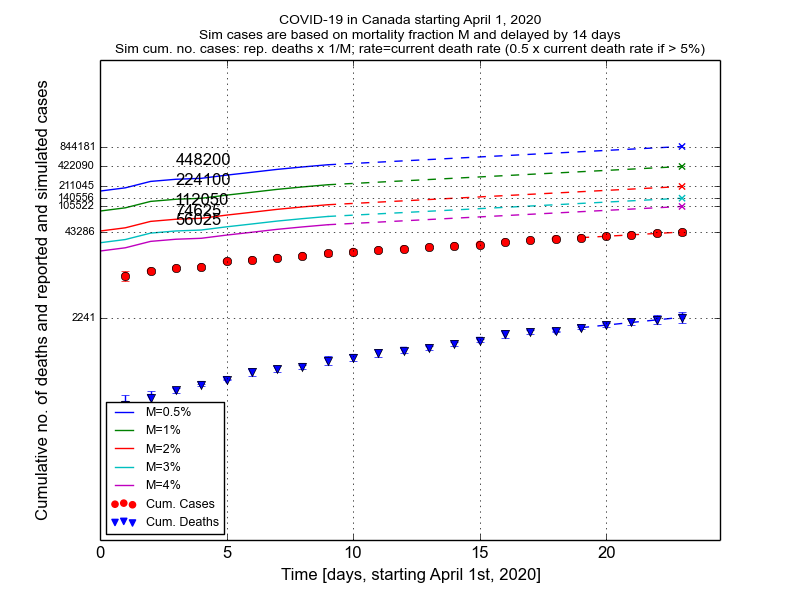 COVID-19 in Canada starting April 1, 2020
Sim cases are based on mortality fraction M and delayed by 14 days
Sim cum. no. cases: rep. deaths x 1/M; rate=current death rate (0.5 x current death rate if > 5%)
Cumulative no. of deaths and reported and simulated cases
844181
422090
211045
140556
105522
43286
2241
448200
224100
112050
74625
56025
M=0.5%
M=1%
M=2%
M=3%
M=4%
Cum. Cases
Cum. Deaths
0 5 10 15 20
Time [days, starting April 1st, 2020]